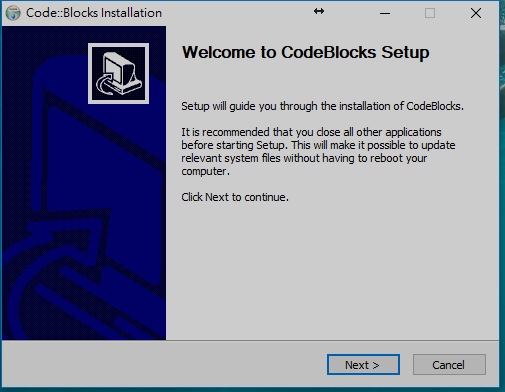 Code::Blocks Installation
Welcome to CodeBlocks Setup
Setup will guide you through the installation of CodeBlocks.
It is recommended that you close all other applications
before starting Setup. This will make it possible to update
relevant system files without having to reboot your
computer.
Click Next to continue.
Next >
Cancel